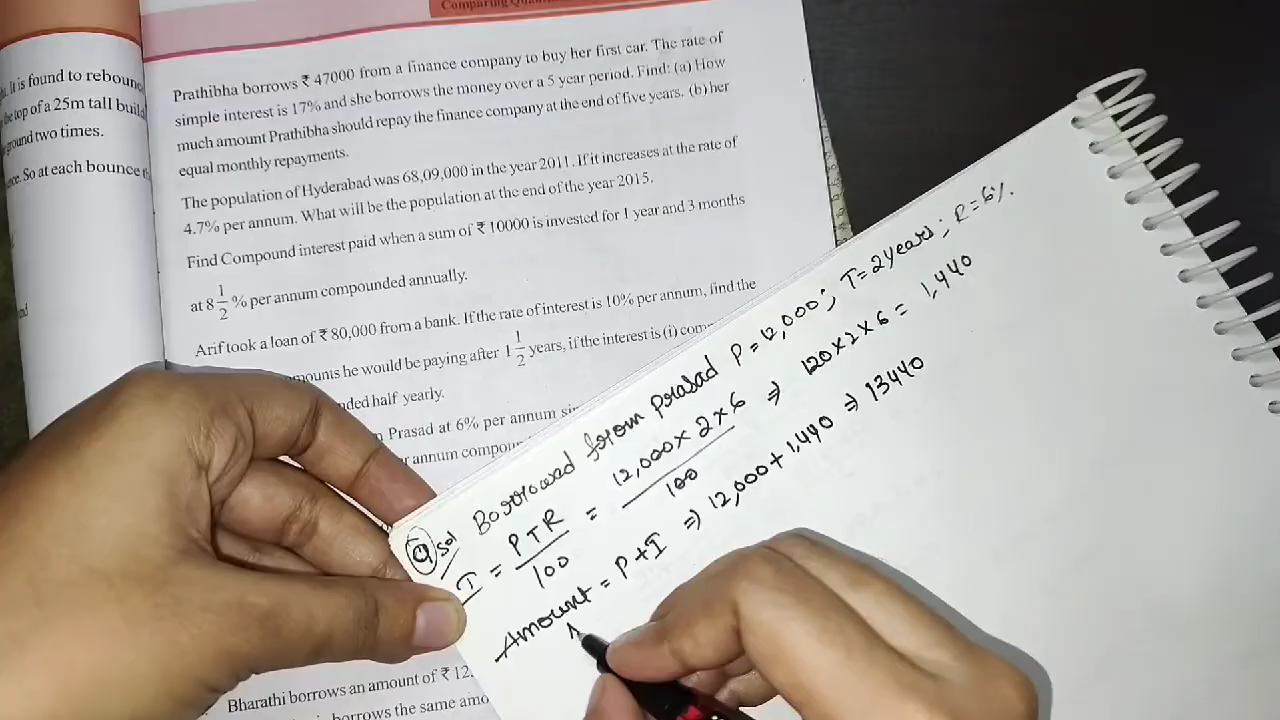 Comparing
It is found to rebound
the top of a 25m tall
ground two times.
So at each bounce
Prathibha borrows ₹ 47000 from a finance company to buy her first car. The rate of
simple interest is 17% and she borrows the money over a 5 year period. Find: (a) How
much amount Prathibha should repay the finance company at the end of five years. (b) her
equal monthly repayments.
The population of Hyderabad was 68,09,000 in the year 2011. If it increases at the rate of
4.7% per annum. What will be the population at the end of the year 2015.
Find Compound interest paid when a sum of ₹ 10000 is invested for 1 year and 3 months
at 8 1/2 % per annum compounded annually.
Arif took a loan of ₹ 80,000 from a bank. If the rate of interest is 10% per annum, find the
he would be paying after 1 1/2 years, if the interest is (i)
half yearly.
Prasad at 6% per annum
annum
Bharathi borrows an amount of ₹
borrows the same
9 Sol Borrowed from prasad P = 12,000; T = 2 Years; R = 6%.
I = PTR/100 = 12,000 × 2 × 6/100 ⇒ 120 × 2 × 6 = 1,440
Amount = P + I ⇒ 12,000 + 1,440 ⇒ 13440